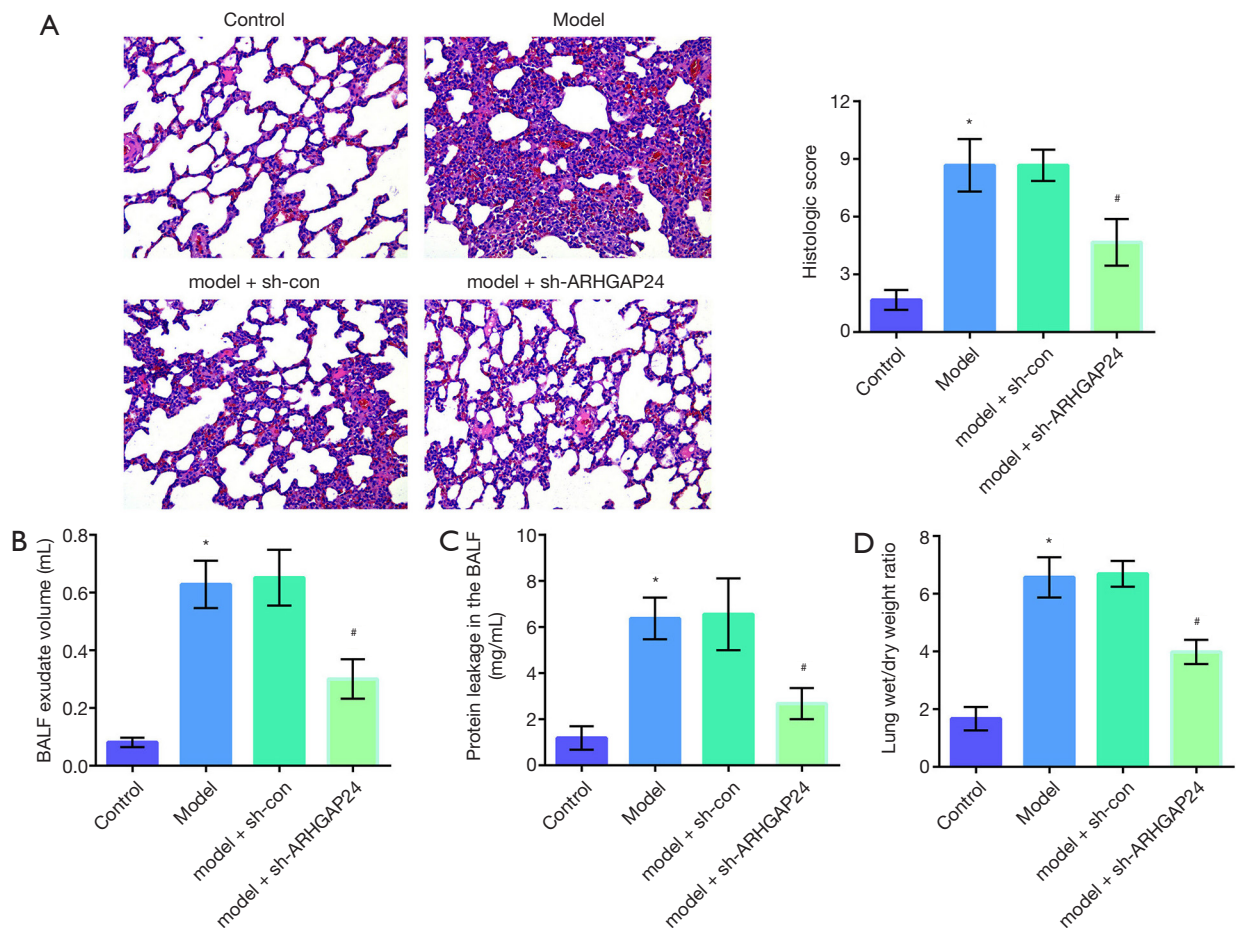 A
Control
Model
model + sh-con
model + sh-ARHGAP24
Histologic score
12
9
6
3
0
*
#
Control
Model
model + sh-con
model + sh-ARHGAP24
B
BALF exudate volume (mL)
0.8
0.6
0.4
0.2
0.0
*
#
Control
Model
model + sh-con
model + sh-ARHGAP24
C
Protein leakage in the BALF
(mg/mL)
10
8
6
4
2
0
*
#
Control
Model
model + sh-con
model + sh-ARHGAP24
D
Lung wet/dry weight ratio
8
6
4
2
0
*
#
Control
Model
model + sh-con
model + sh-ARHGAP24